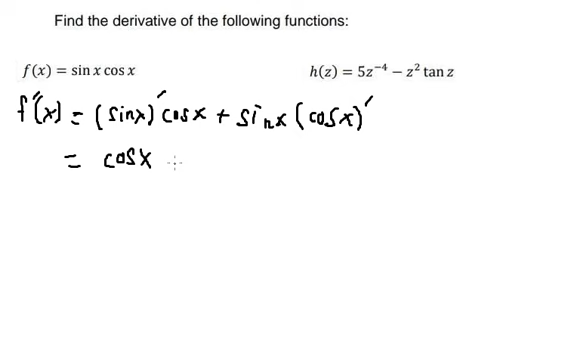 Find the derivative of the following functions:
f(x) = sin x cos x
h(z) = 5z⁻⁴ − z² tan z
f'(x) = (sinx)' cosx + sinx (cosx)'
= cosx